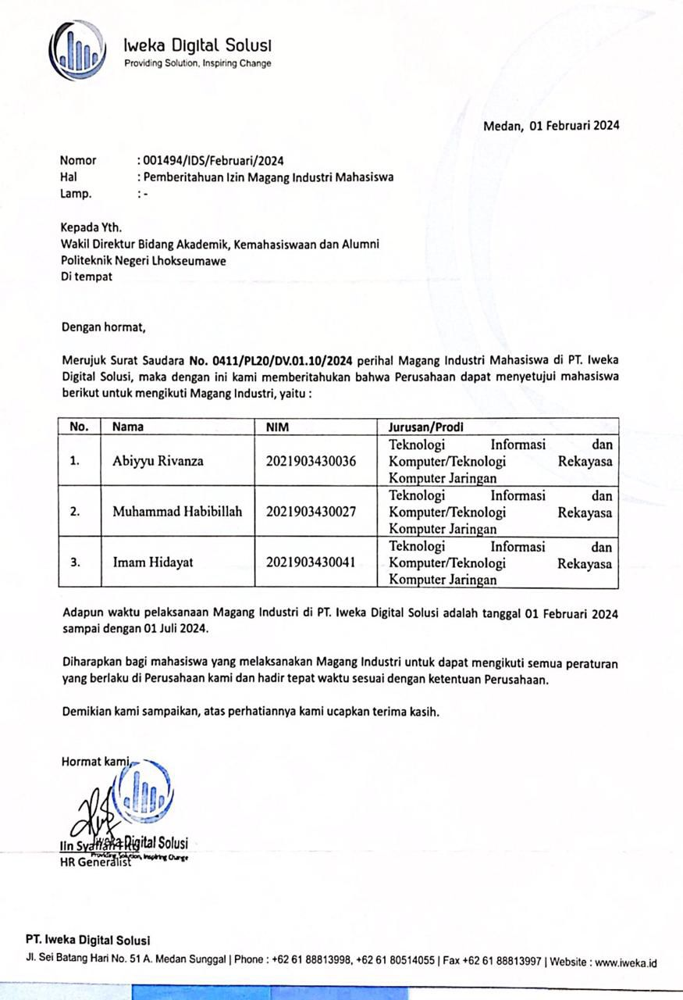 Iweka Digital Solusi
Providing Solution, Inspiring Change
Medan, 01 Februari 2024
Nomor : 001494/IDS/Februari/2024
Hal : Pemberitahuan Izin Magang Industri Mahasiswa
Lamp. : -
Kepada Yth.
Wakil Direktur Bidang Akademik, Kemahasiswaan dan Alumni
Politeknik Negeri Lhokseumawe
Di tempat
Dengan hormat,
Merujuk Surat Saudara No. 0411/PL20/DV.01.10/2024 perihal Magang Industri Mahasiswa di PT. Iweka
Digital Solusi, maka dengan ini kami memberitahukan bahwa Perusahaan dapat menyetujui mahasiswa
berikut untuk mengikuti Magang Industri, yaitu :
No. Nama NIM Jurusan/Prodi
1. Abiyyu Rivanza 2021903430036 Teknologi Informasi dan
Komputer/Teknologi Rekayasa
Komputer Jaringan
2. Muhammad Habibillah 2021903430027 Teknologi Informasi dan
Komputer/Teknologi Rekayasa
Komputer Jaringan
3. Imam Hidayat 2021903430041 Teknologi Informasi dan
Komputer/Teknologi Rekayasa
Komputer Jaringan
Adapun waktu pelaksanaan Magang Industri di PT. Iweka Digital Solusi adalah tanggal 01 Februari 2024
sampai dengan 01 Juli 2024.
Diharapkan bagi mahasiswa yang melaksanakan Magang Industri untuk dapat mengikuti semua peraturan
yang berlaku di Perusahaan kami dan hadir tepat waktu sesuai dengan ketentuan Perusahaan.
Demikian kami sampaikan, atas perhatiannya kami ucapkan terima kasih.
Hormat kami,
Iin
Iweka Digital Solusi
Providing Solution, Inspiring Change
HR Generalist
PT. Iweka Digital Solusi
Jl. Sei Batang Hari No. 51 A. Medan Sunggal | Phone : +62 61 88813998, +62 61 80514055 | Fax +62 61 88813997 | Website : www.iweka.id